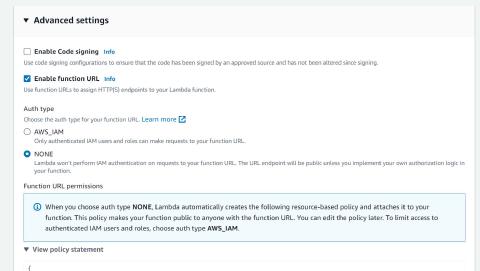 ▼ Advanced settings
Enable Code signing Info
Use code signing configurations to ensure that the code has been signed by an approved source and has not been altered since signing.
Enable function URL Info
Use function URLs to assign HTTP(S) endpoints to your Lambda function.
Auth type
Choose the auth type for your function URL. Learn more
AWS_IAM
Only authenticated IAM users and roles can make requests to your function URL.
NONE
Lambda won't perform IAM authentication on requests to your function URL. The URL endpoint will be public unless you implement your own authorization logic in
your function.
Function URL permissions
When you choose auth type NONE, Lambda automatically creates the following resource-based policy and attaches it to your
function. This policy makes your function public to anyone with the function URL. You can edit the policy later. To limit access to
authenticated IAM users and roles, choose auth type AWS_IAM.
▼ View policy statement
{